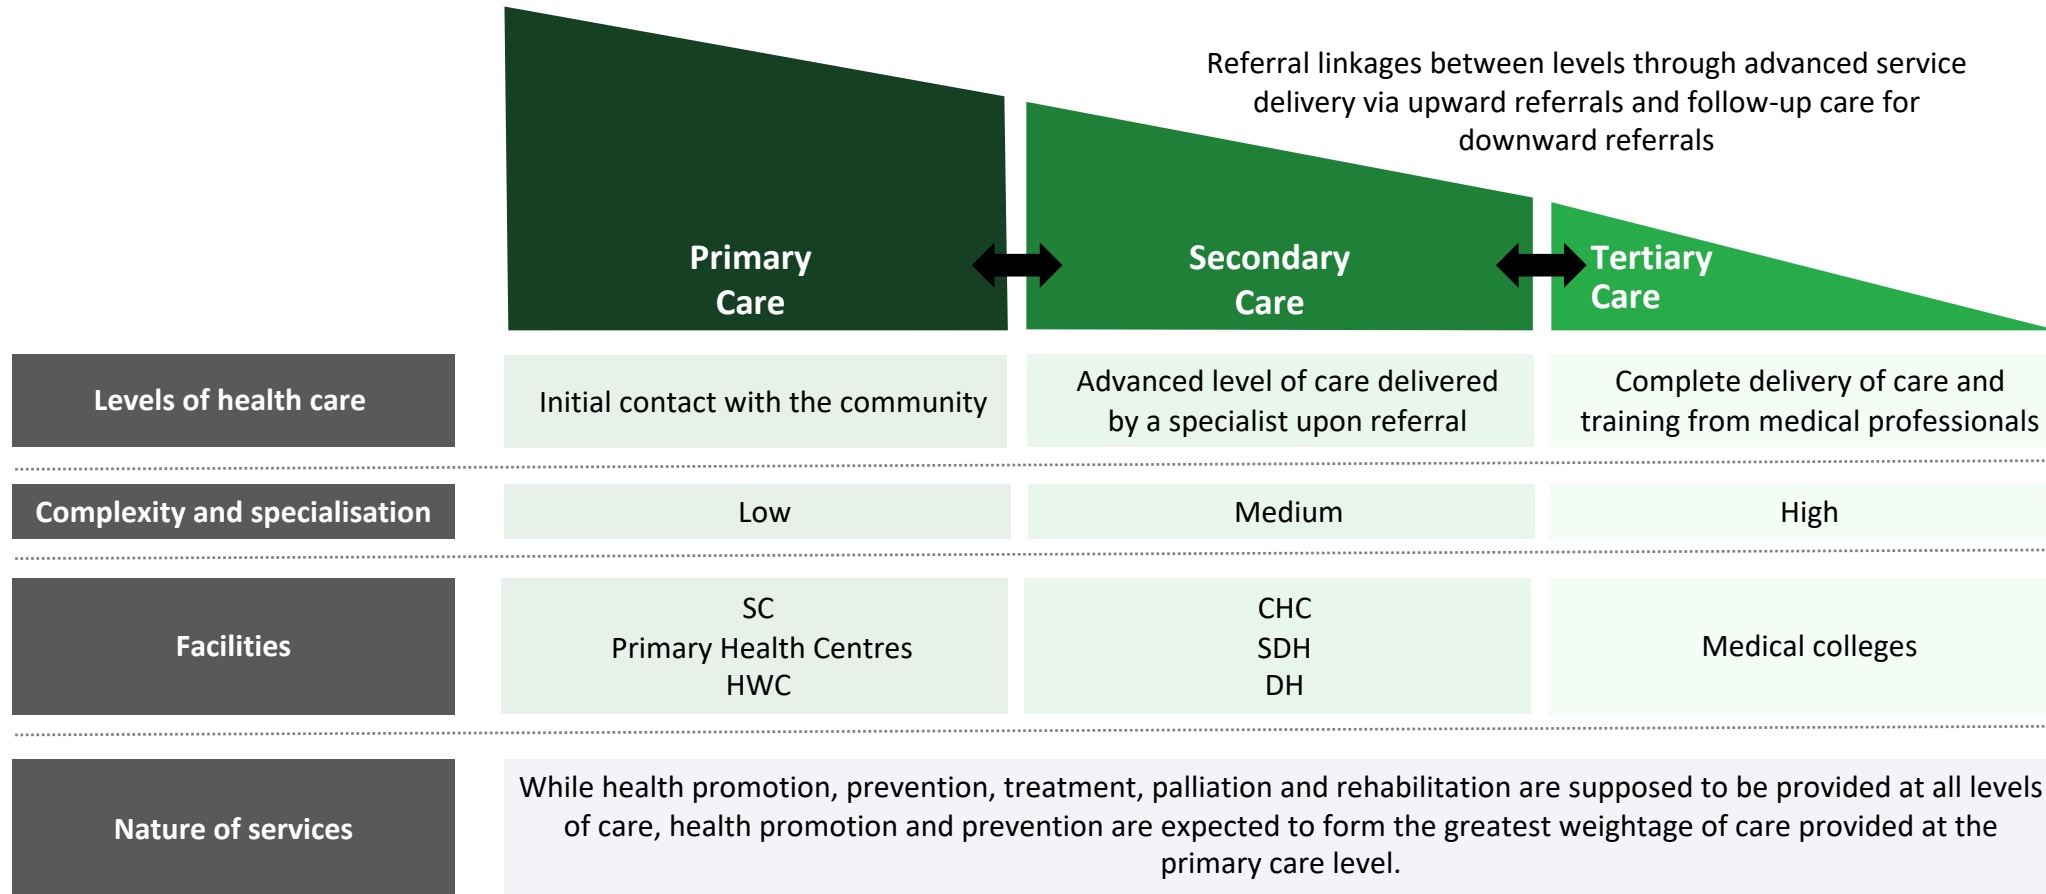 Referral linkages between levels through advanced service
delivery via upward referrals and follow-up care for
downward referrals
Primary
Care
Secondary
Care
Tertiary
Care
Levels of health care
Initial contact with the community
Advanced level of care delivered
by a specialist upon referral
Complete delivery of care and
training from medical professionals
Complexity and specialisation
Low
Medium
High
Facilities
SC
Primary Health Centres
HWC
CHC
SDH
DH
Medical colleges
Nature of services
While health promotion, prevention, treatment, palliation and rehabilitation are supposed to be provided at all levels
of care, health promotion and prevention are expected to form the greatest weightage of care provided at the
primary care level.